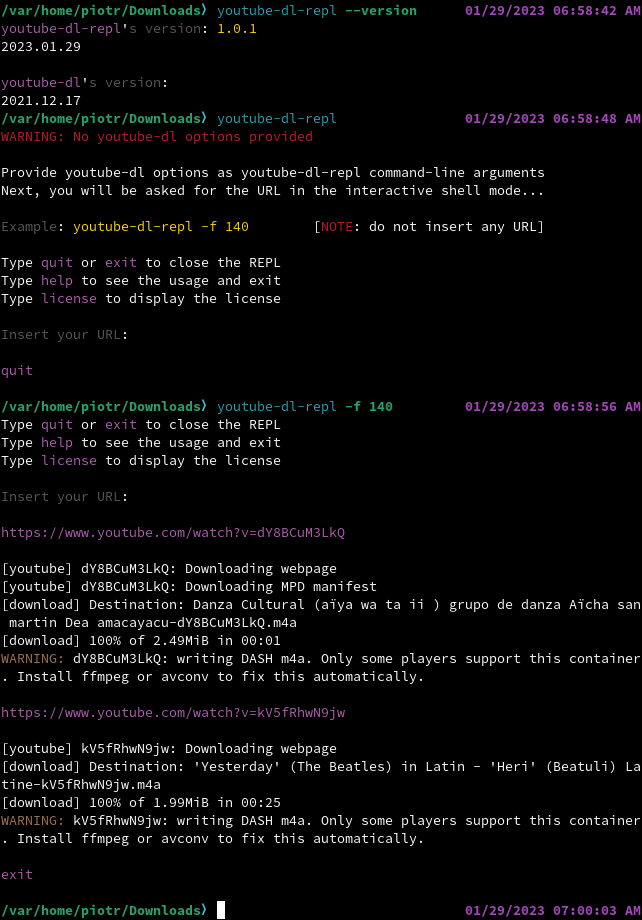 /var/home/piotr/Downloads⟩ youtube-dl-repl --version 01/29/2023 06:58:42 AM
youtube-dl-repl's version: 1.0.1
2023.01.29
youtube-dl's version:
2021.12.17
/var/home/piotr/Downloads⟩ youtube-dl-repl 01/29/2023 06:58:48 AM
WARNING: No youtube-dl options provided
Provide youtube-dl options as youtube-dl-repl command-line arguments
Next, you will be asked for the URL in the interactive shell mode...
Example: youtube-dl-repl -f 140 [NOTE: do not insert any URL]
Type quit or exit to close the REPL
Type help to see the usage and exit
Type license to display the license
Insert your URL:
quit
/var/home/piotr/Downloads⟩ youtube-dl-repl -f 140 01/29/2023 06:58:56 AM
Type quit or exit to close the REPL
Type help to see the usage and exit
Type license to display the license
Insert your URL:
https://www.youtube.com/watch?v=dY8BCuM3LkQ
[youtube] dY8BCuM3LkQ: Downloading webpage
[youtube] dY8BCuM3LkQ: Downloading MPD manifest
[download] Destination: Danza Cultural (aïya wa ta ii ) grupo de danza Aïcha san
martin Dea amacayacu-dY8BCuM3LkQ.m4a
[download] 100% of 2.49MiB in 00:01
WARNING: dY8BCuM3LkQ: writing DASH m4a. Only some players support this container
. Install ffmpeg or avconv to fix this automatically.
https://www.youtube.com/watch?v=kV5fRhwN9jw
[youtube] kV5fRhwN9jw: Downloading webpage
[download] Destination: 'Yesterday' (The Beatles) in Latin - 'Heri' (Beatuli) La
tine-kV5fRhwN9jw.m4a
[download] 100% of 1.99MiB in 00:25
WARNING: kV5fRhwN9jw: writing DASH m4a. Only some players support this container
. Install ffmpeg or avconv to fix this automatically.
exit
/var/home/piotr/Downloads⟩ 01/29/2023 07:00:03 AM